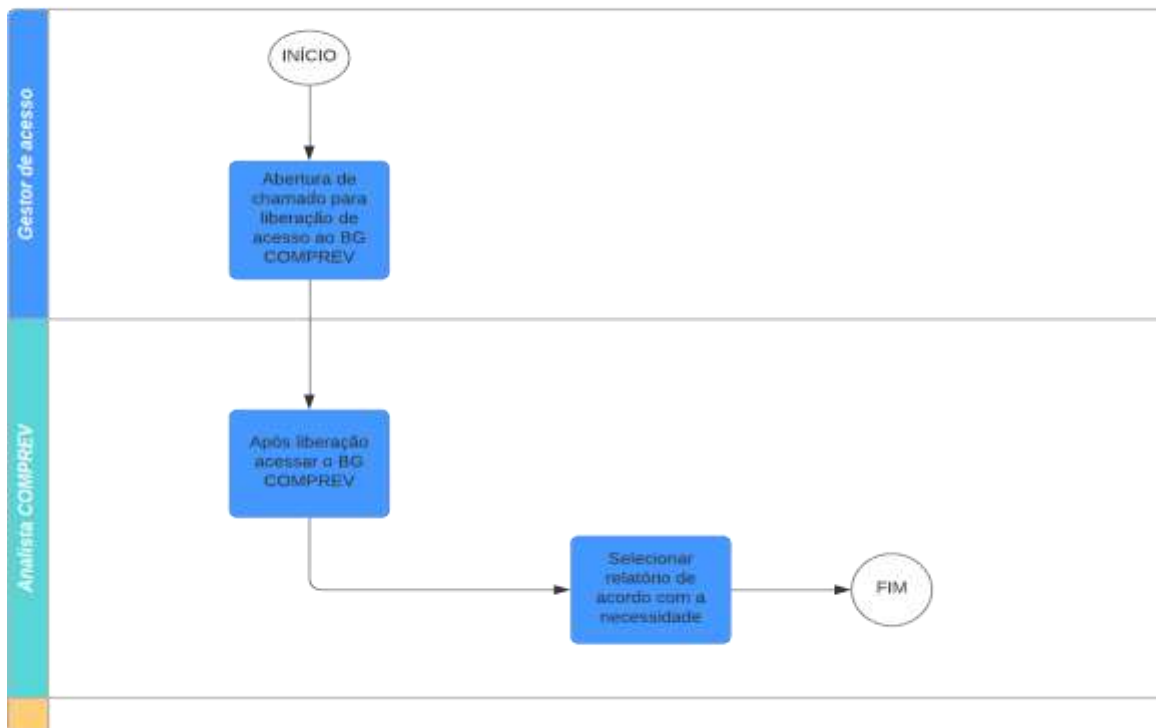 Gestor de acesso
INÍCIO
Abertura de
chamado para
liberação de
acesso ao BG
COMPREV
Analista COMPREV
Após liberação
acessar o BG
COMPREV
Selecionar
relatório de
acordo com a
necessidade
FIM